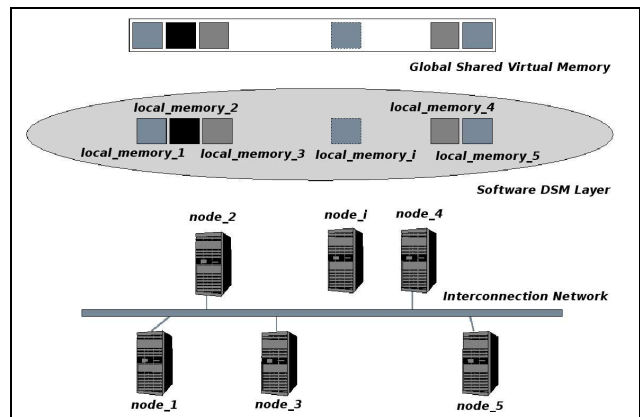 Global Shared Virtual Memory
local_memory_2
local_memory_4
local_memory_1
local_memory_3
local_memory_i
local_memory_5
Software DSM Layer
node_2
node_i
node_4
Interconnection Network
node_1
node_3
node_5